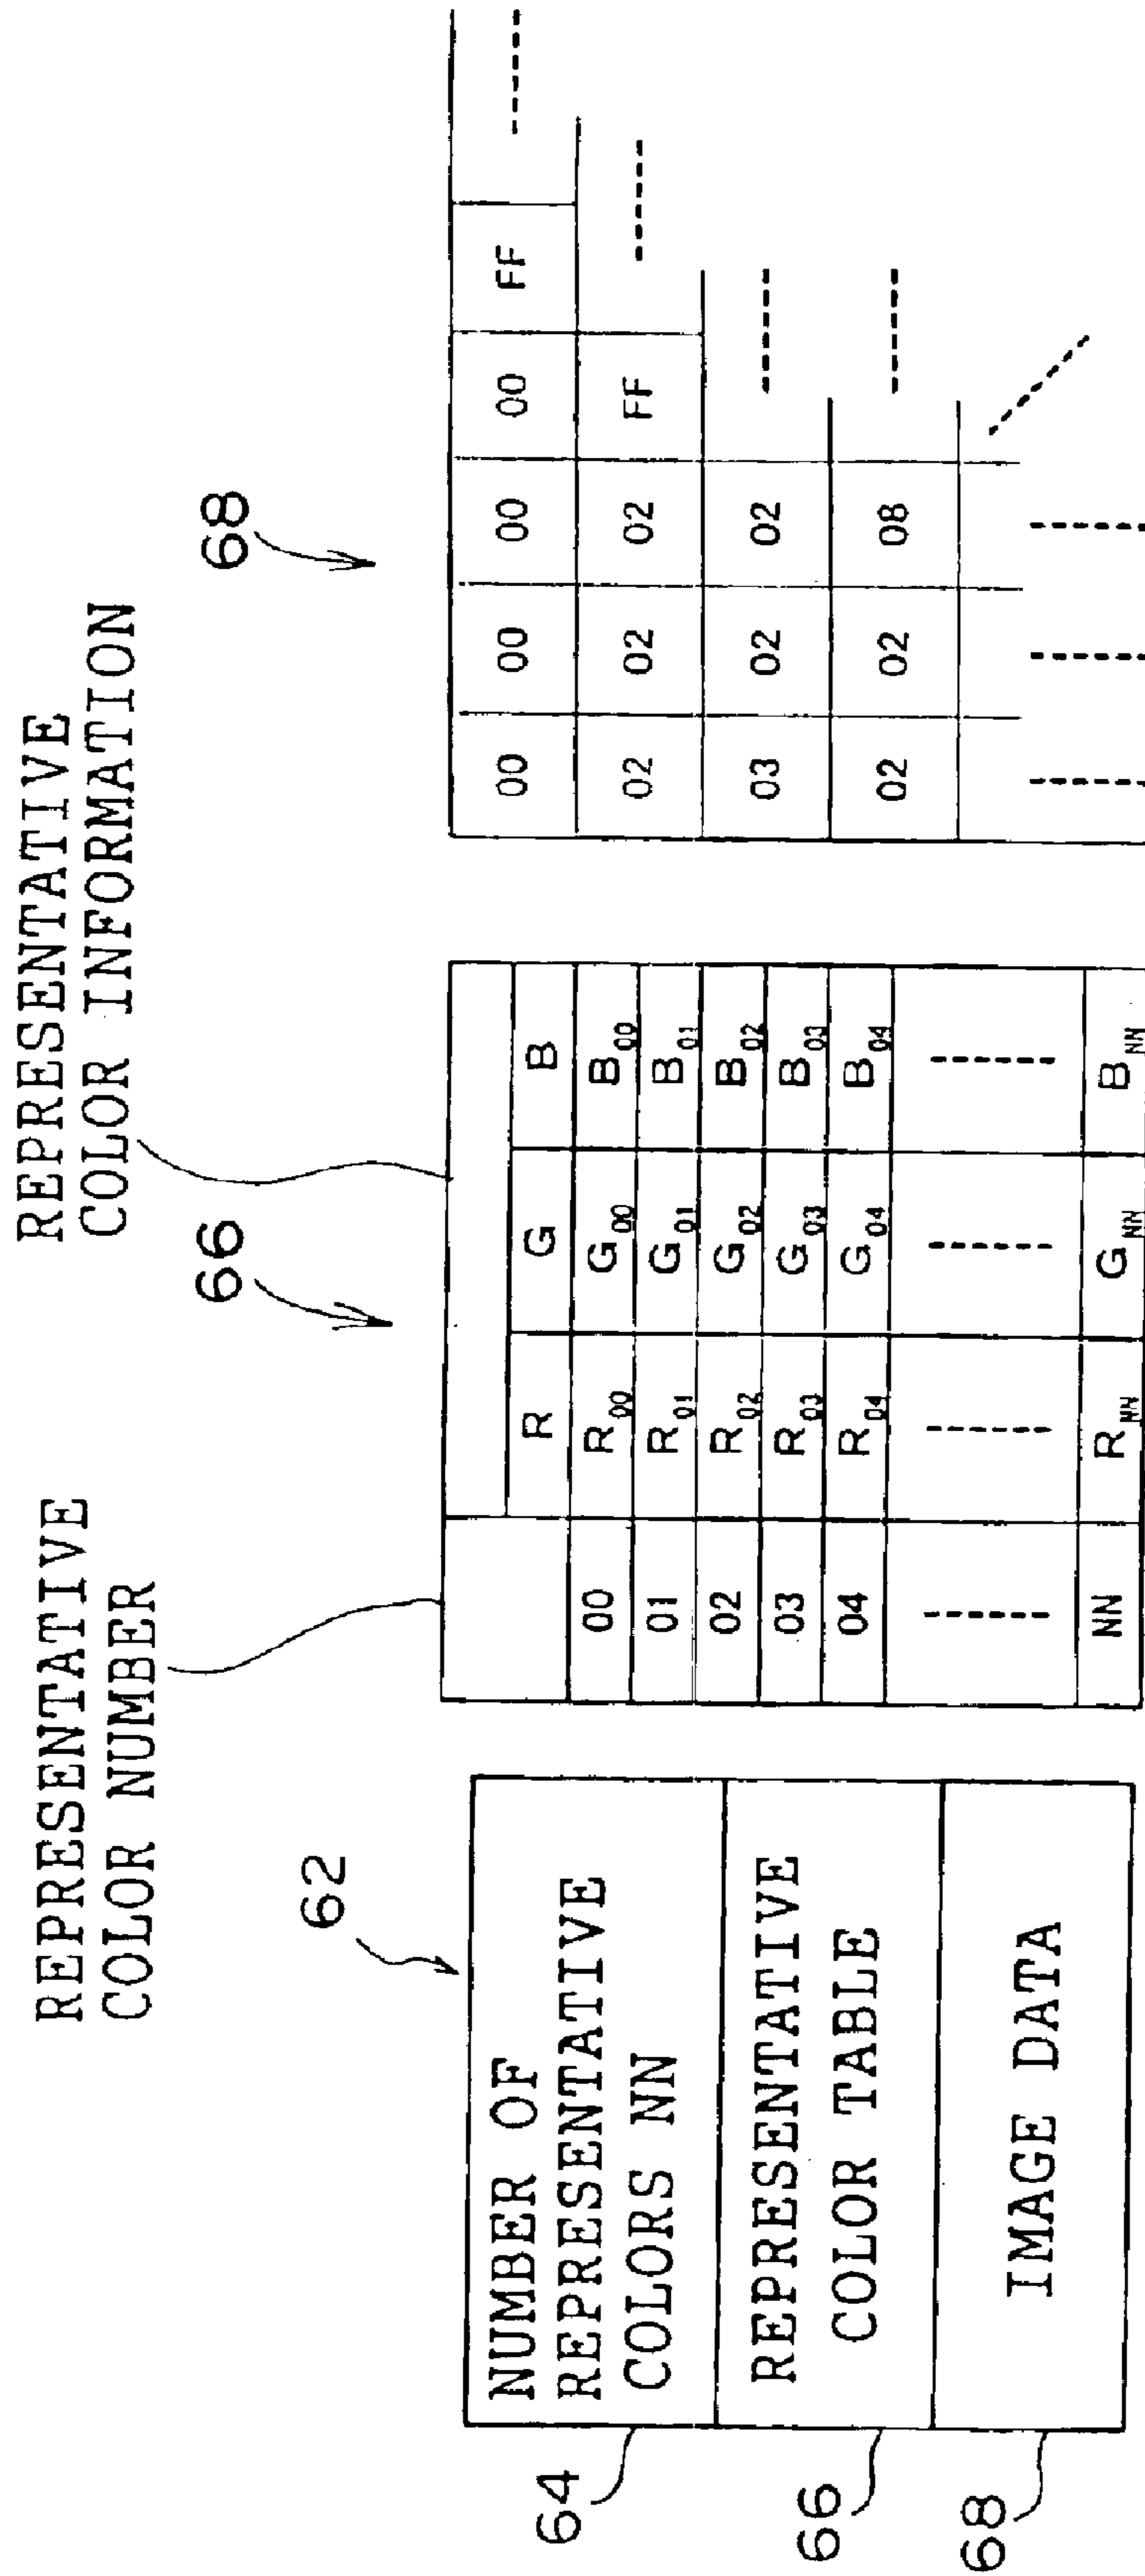 62
NUMBER OF
REPRESENTATIVE
COLORS NN
64
REPRESENTATIVE
COLOR TABLE
66
IMAGE DATA
68
REPRESENTATIVE
COLOR NUMBER
66
REPRESENTATIVE
COLOR INFORMATION
R G B
00 R00 G00 B00
01 R01 G01 B01
02 R02 G02 B02
03 R03 G03 B03
04 R04 G04 B04
NN RNN GNN BNN
68
00 00 00 00 FF
02 02 02 FF
03 02 02
02 02 08